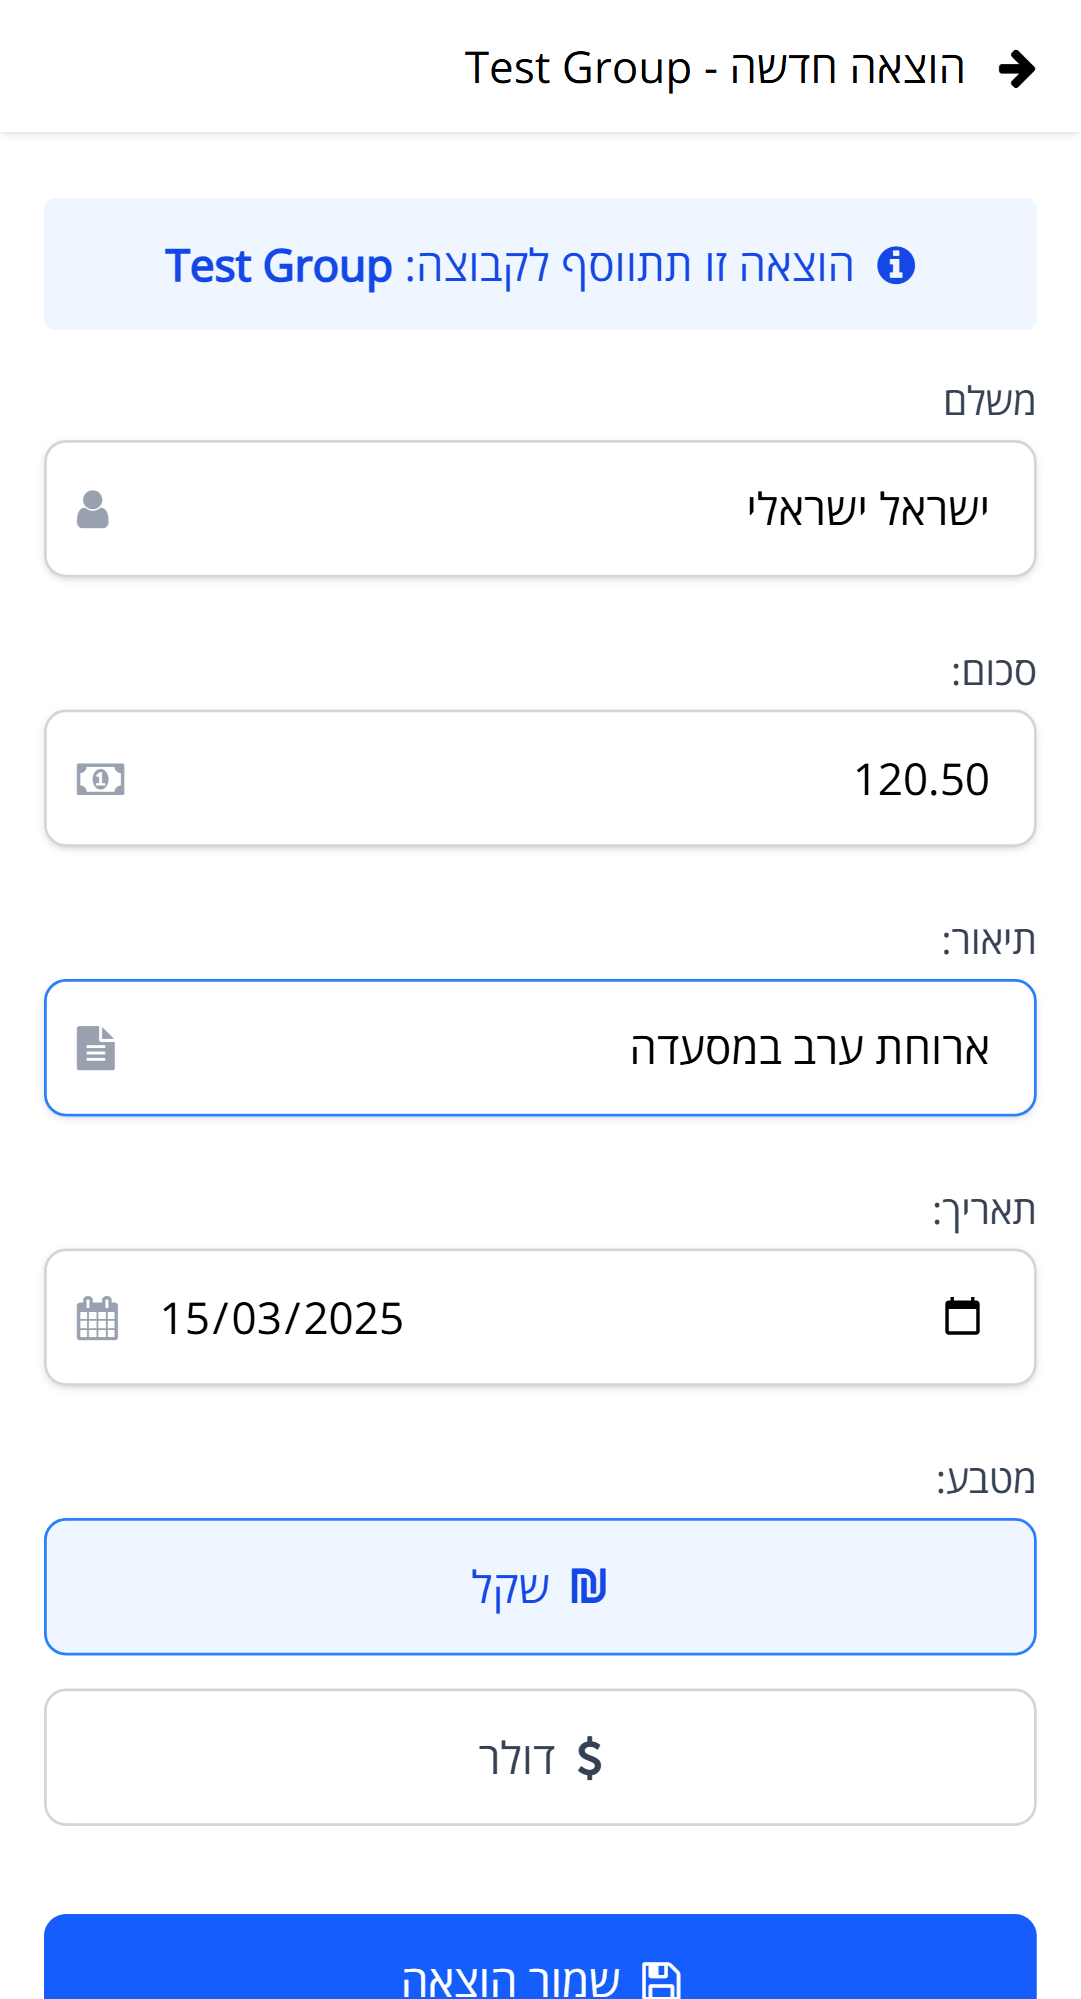 הוצאה חדשה - Test Group
הוצאה זו תתווסף לקבוצה: Test Group
משלם
ישראל ישראלי
סכום:
120.50
תיאור:
ארוחת ערב במסעדה
תאריך:
15/03/2025
מטבע:
₪ שקל
$ דולר
שמור הוצאה